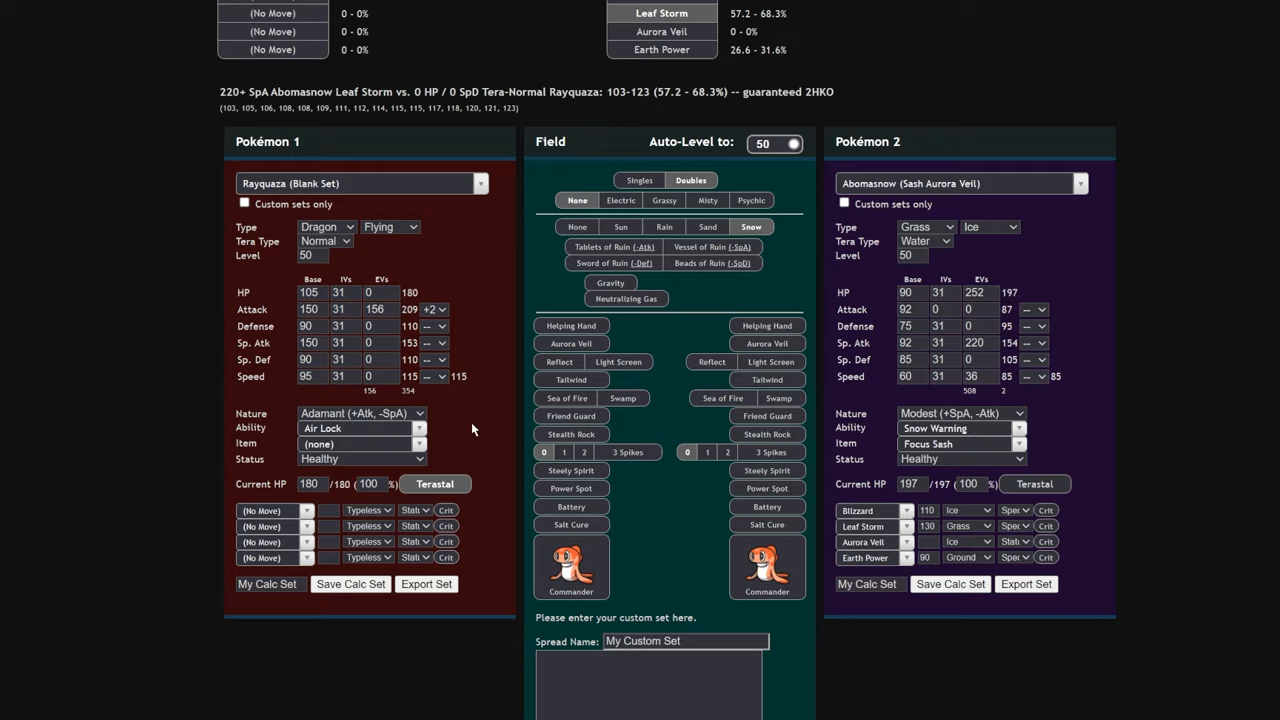 (No Move) 0 - 0% Leaf Storm 57.2 - 68.3%
(No Move) 0 - 0% Aurora Veil 0 - 0%
(No Move) 0 - 0% Earth Power 26.6 - 31.6%
220+ SpA Abomasnow Leaf Storm vs. 0 HP / 0 SpD Tera-Normal Rayquaza: 103-123 (57.2 - 68.3%) -- guaranteed 2HKO
(103, 105, 106, 108, 108, 109, 111, 112, 114, 115, 115, 117, 118, 120, 121, 123)
Pokémon 1
Rayquaza (Blank Set)
Custom sets only
Type Dragon Flying
Tera Type Normal
Level 50
Base IVs EVs
HP 105 31 0 180
Attack 150 31 156 209 +2
Defense 90 31 0 110 --
Sp. Atk 150 31 0 153 --
Sp. Def 90 31 0 110 --
Speed 95 31 0 115 -- 115
156 354
Nature Adamant (+Atk, -SpA)
Ability Air Lock
Item (none)
Status Healthy
Current HP 180 /180 ( 100 %) Terastal
(No Move) Typeless Stat Crit
(No Move) Typeless Stat Crit
(No Move) Typeless Stat Crit
(No Move) Typeless Stat Crit
My Calc Set Save Calc Set Export Set
Field Auto-Level to: 50
Singles Doubles
None Electric Grassy Misty Psychic
None Sun Rain Sand Snow
Tablets of Ruin (-Atk) Vessel of Ruin (-SpA)
Sword of Ruin (-Def) Beads of Ruin (-SpD)
Gravity
Neutralizing Gas
Helping Hand Helping Hand
Aurora Veil Aurora Veil
Reflect Light Screen Reflect Light Screen
Tailwind Tailwind
Sea of Fire Swamp Sea of Fire Swamp
Friend Guard Friend Guard
Stealth Rock Stealth Rock
0 1 2 3 Spikes 0 1 2 3 Spikes
Steely Spirit Steely Spirit
Power Spot Power Spot
Battery Battery
Salt Cure Salt Cure
Commander Commander
Please enter your custom set here.
Spread Name: My Custom Set
Pokémon 2
Abomasnow (Sash Aurora Veil)
Custom sets only
Type Grass Ice
Tera Type Water
Level 50
Base IVs EVs
HP 90 31 252 197
Attack 92 0 0 87 --
Defense 75 31 0 95 --
Sp. Atk 92 31 220 154 --
Sp. Def 85 31 0 105 --
Speed 60 31 36 85 -- 85
508 2
Nature Modest (+SpA, -Atk)
Ability Snow Warning
Item Focus Sash
Status Healthy
Current HP 197 /197 ( 100 %) Terastal
Blizzard 110 Ice Spec Crit
Leaf Storm 130 Grass Spec Crit
Aurora Veil Ice Stat Crit
Earth Power 90 Ground Spec Crit
My Calc Set Save Calc Set Export Set